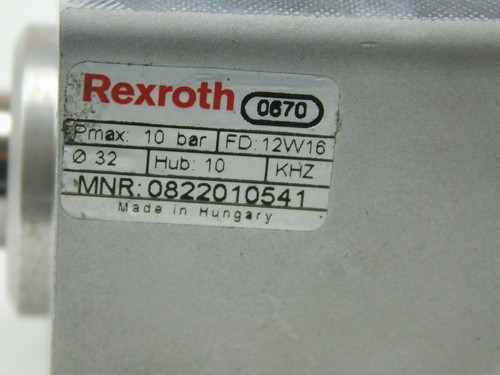 Rexroth 0670
Pmax: 10 bar FD: 12W16
Ø 32 Hub: 10 KHZ
MNR: 0822010541
Made in Hungary